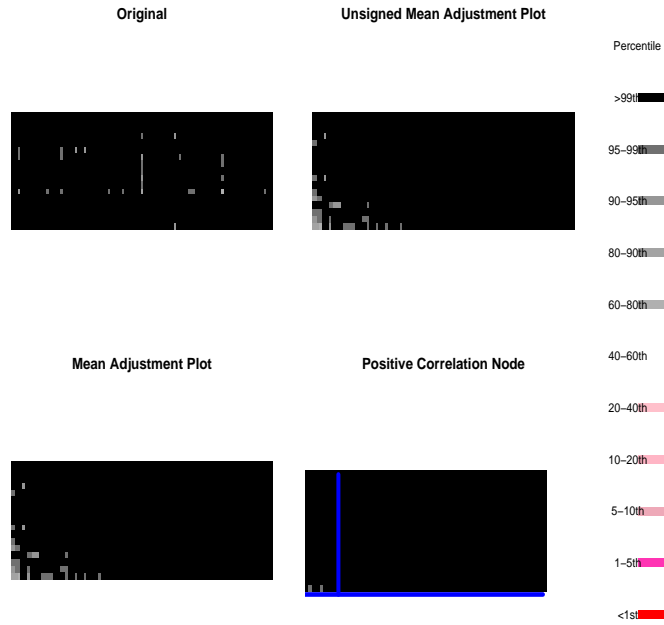 Original
Unsigned Mean Adjustment Plot
Percentile
>99th
95−99th
90−95th
80−90th
60−80th
40−60th
20−40th
10−20th
5−10th
1−5th
<1st
Mean Adjustment Plot
Positive Correlation Node